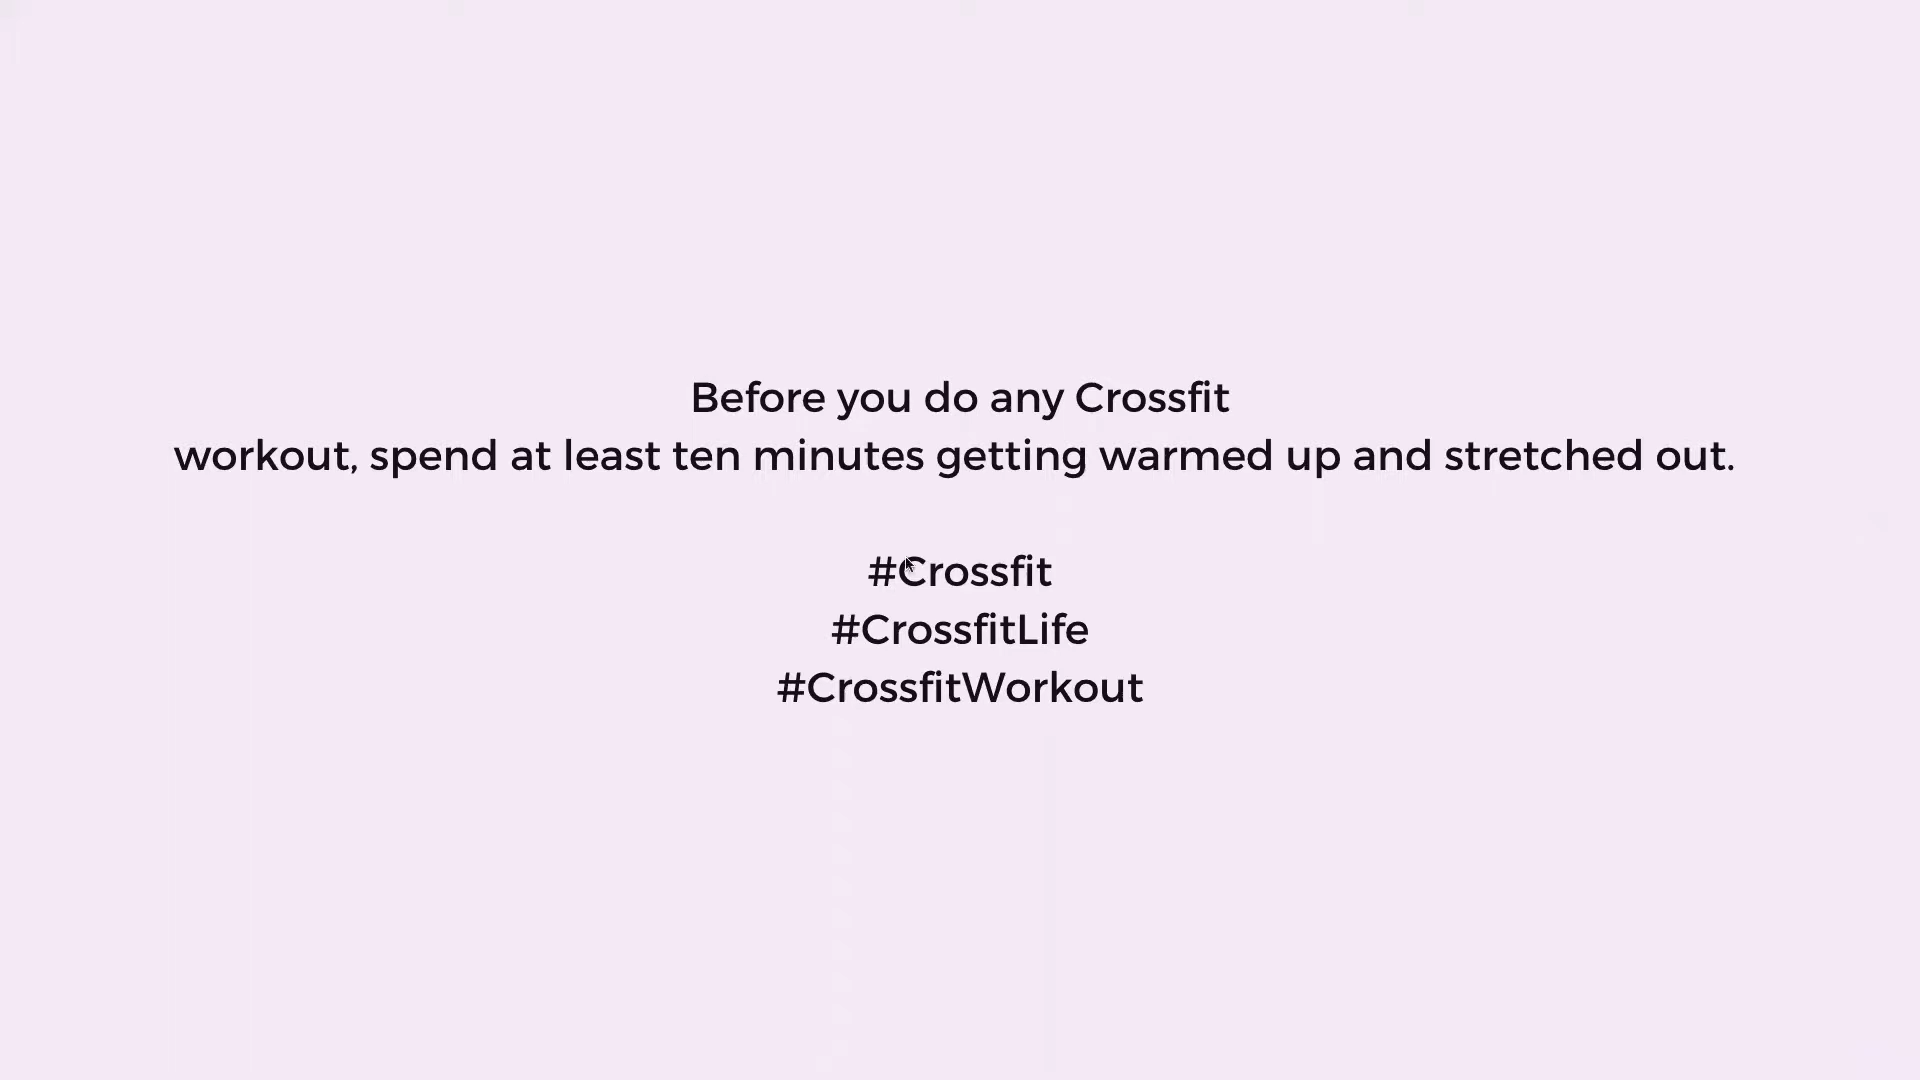 Before you do any Crossfit
workout, spend at least ten minutes getting warmed up and stretched out.
#Crossfit
#CrossfitLife
#CrossfitWorkout